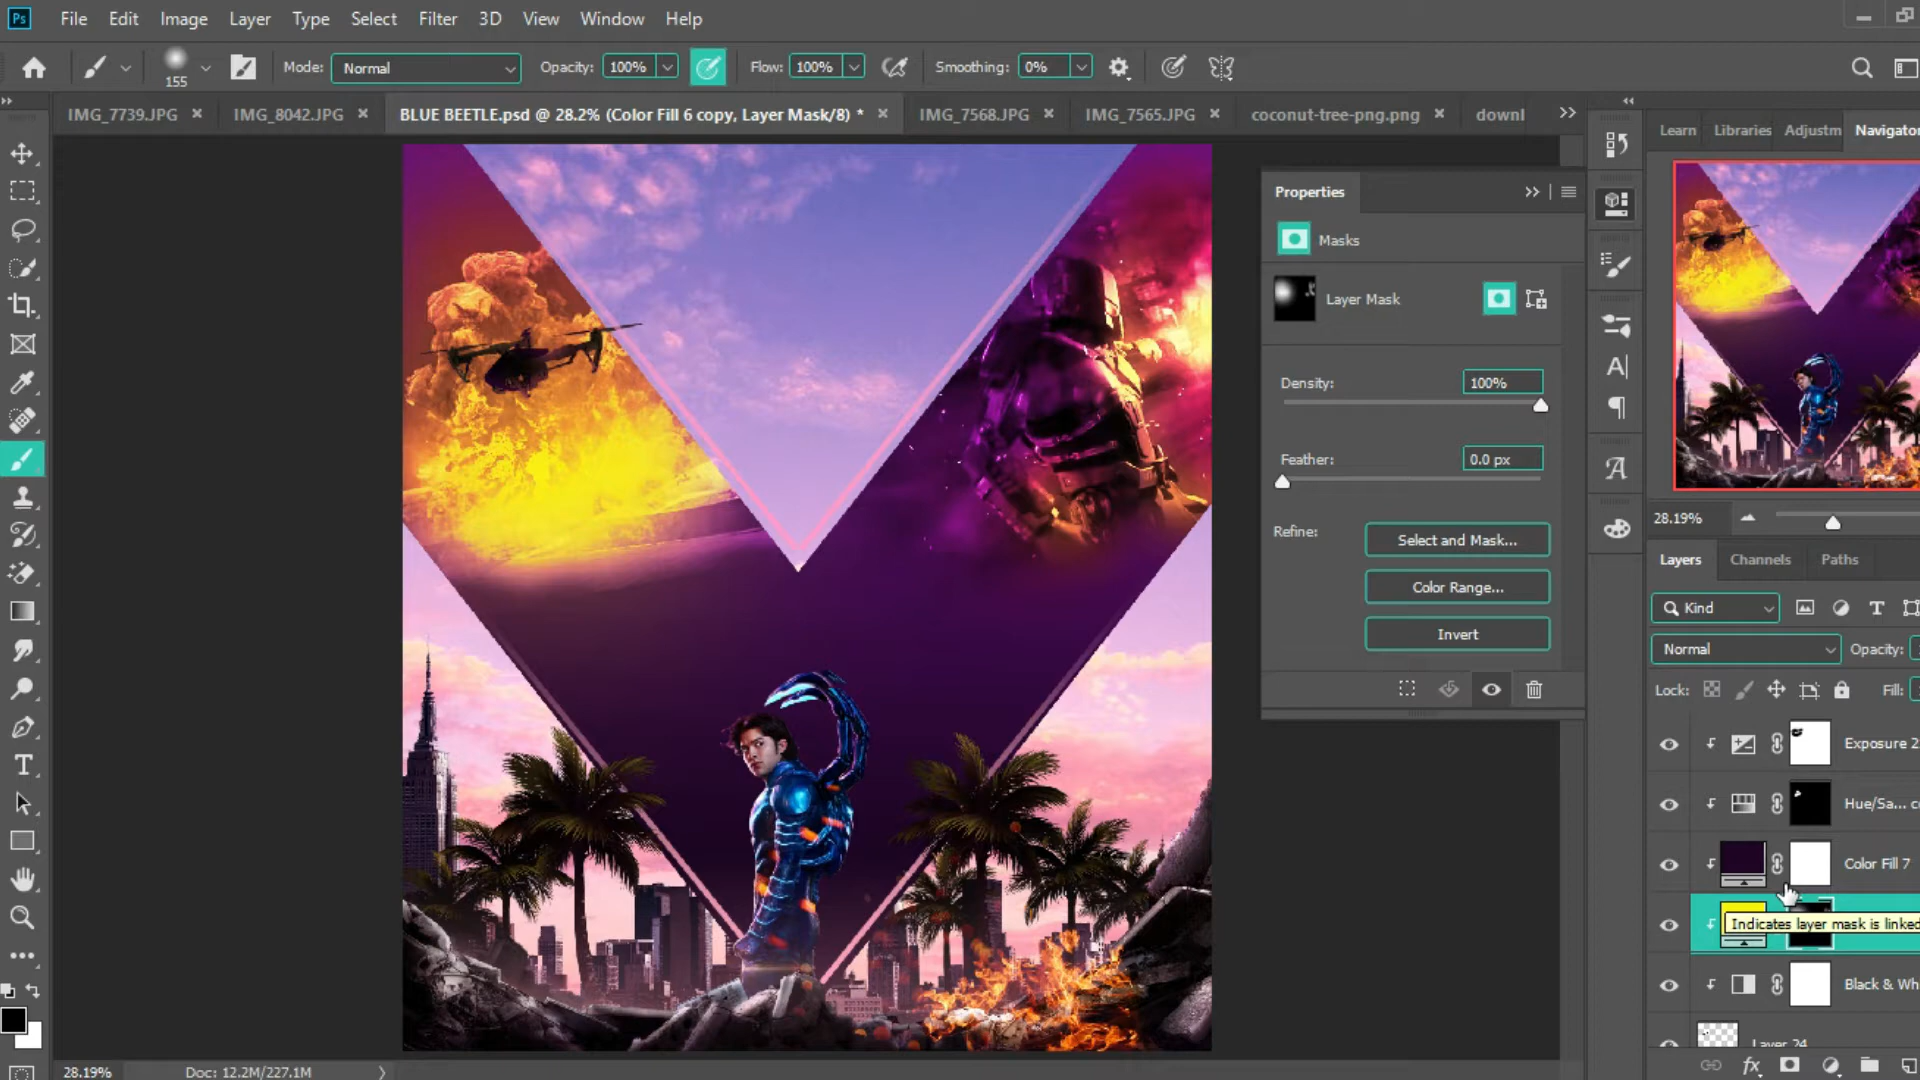 Ps File Edit Image Layer Type Select Filter 3D View Window Help
155 Mode: Normal Opacity: 100% Flow: 100% Smoothing: 0%
IMG_7739.JPG × IMG_8042.JPG × BLUE BEETLE.psd @ 28.2% (Color Fill 6 copy, Layer Mask/8) * × IMG_7568.JPG × IMG_7565.JPG × coconut-tree-png.png × downl
Learn Libraries Adjustm Navigator
Properties
Masks
Layer Mask
Density: 100%
Feather: 0.0 px
Refine: Select and Mask...
Color Range...
Invert
28.19%
Layers Channels Paths
Kind
Normal Opacity:
Lock: Fill:
Exposure 2
Hue/Sa... c
Color Fill 7
Indicates layer mask is linked
Black & Whi
Layer 24
28.19% Doc: 12.2M/227.1M